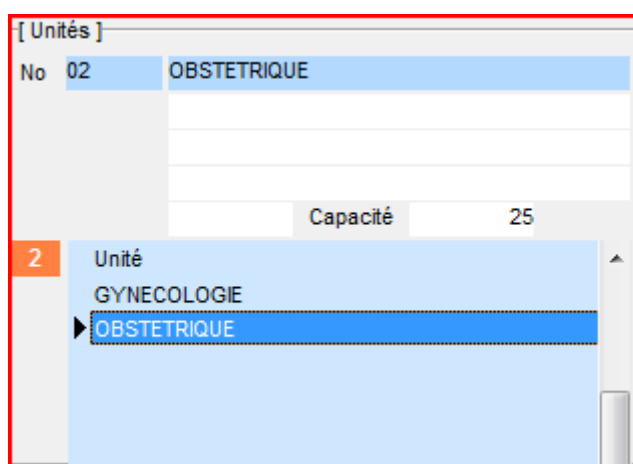 [ Unités ]
No 02 OBSTETRIQUE
Capacité 25
2 Unité
GYNECOLOGIE
OBSTETRIQUE